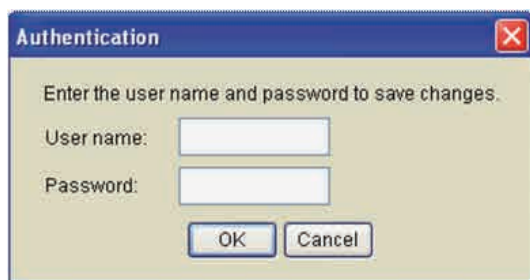 Authentication
Enter the user name and password to save changes.
User name:
Password:
OK Cancel